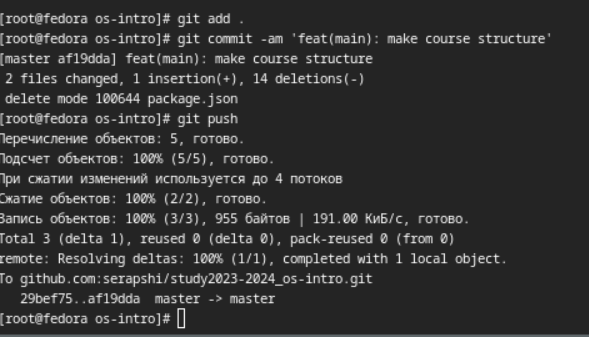 [root@fedora os-intro]# git add .
[root@fedora os-intro]# git commit -am 'feat(main): make course structure'
[master af19dda] feat(main): make course structure
 2 files changed, 1 insertion(+), 14 deletions(-)
 delete mode 100644 package.json
[root@fedora os-intro]# git push
Перечисление объектов: 5, готово.
Подсчет объектов: 100% (5/5), готово.
При сжатии изменений используется до 4 потоков
Сжатие объектов: 100% (2/2), готово.
Запись объектов: 100% (3/3), 955 байтов | 191.00 КиБ/с, готово.
Total 3 (delta 1), reused 0 (delta 0), pack-reused 0 (from 0)
remote: Resolving deltas: 100% (1/1), completed with 1 local object.
To github.com:serapshi/study2023-2024_os-intro.git
   29bef75..af19dda  master -> master
[root@fedora os-intro]#